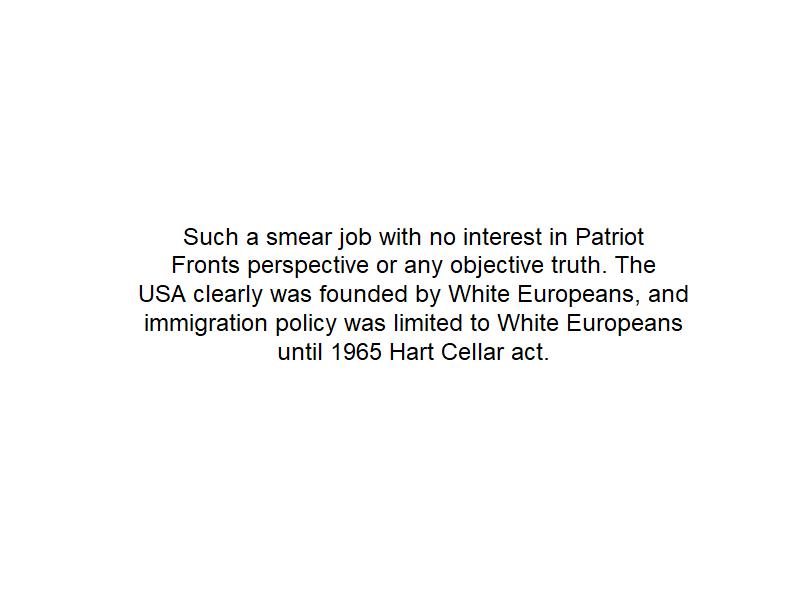 Such a smear job with no interest in Patriot
Fronts perspective or any objective truth. The
USA clearly was founded by White Europeans, and
immigration policy was limited to White Europeans
until 1965 Hart Cellar act.